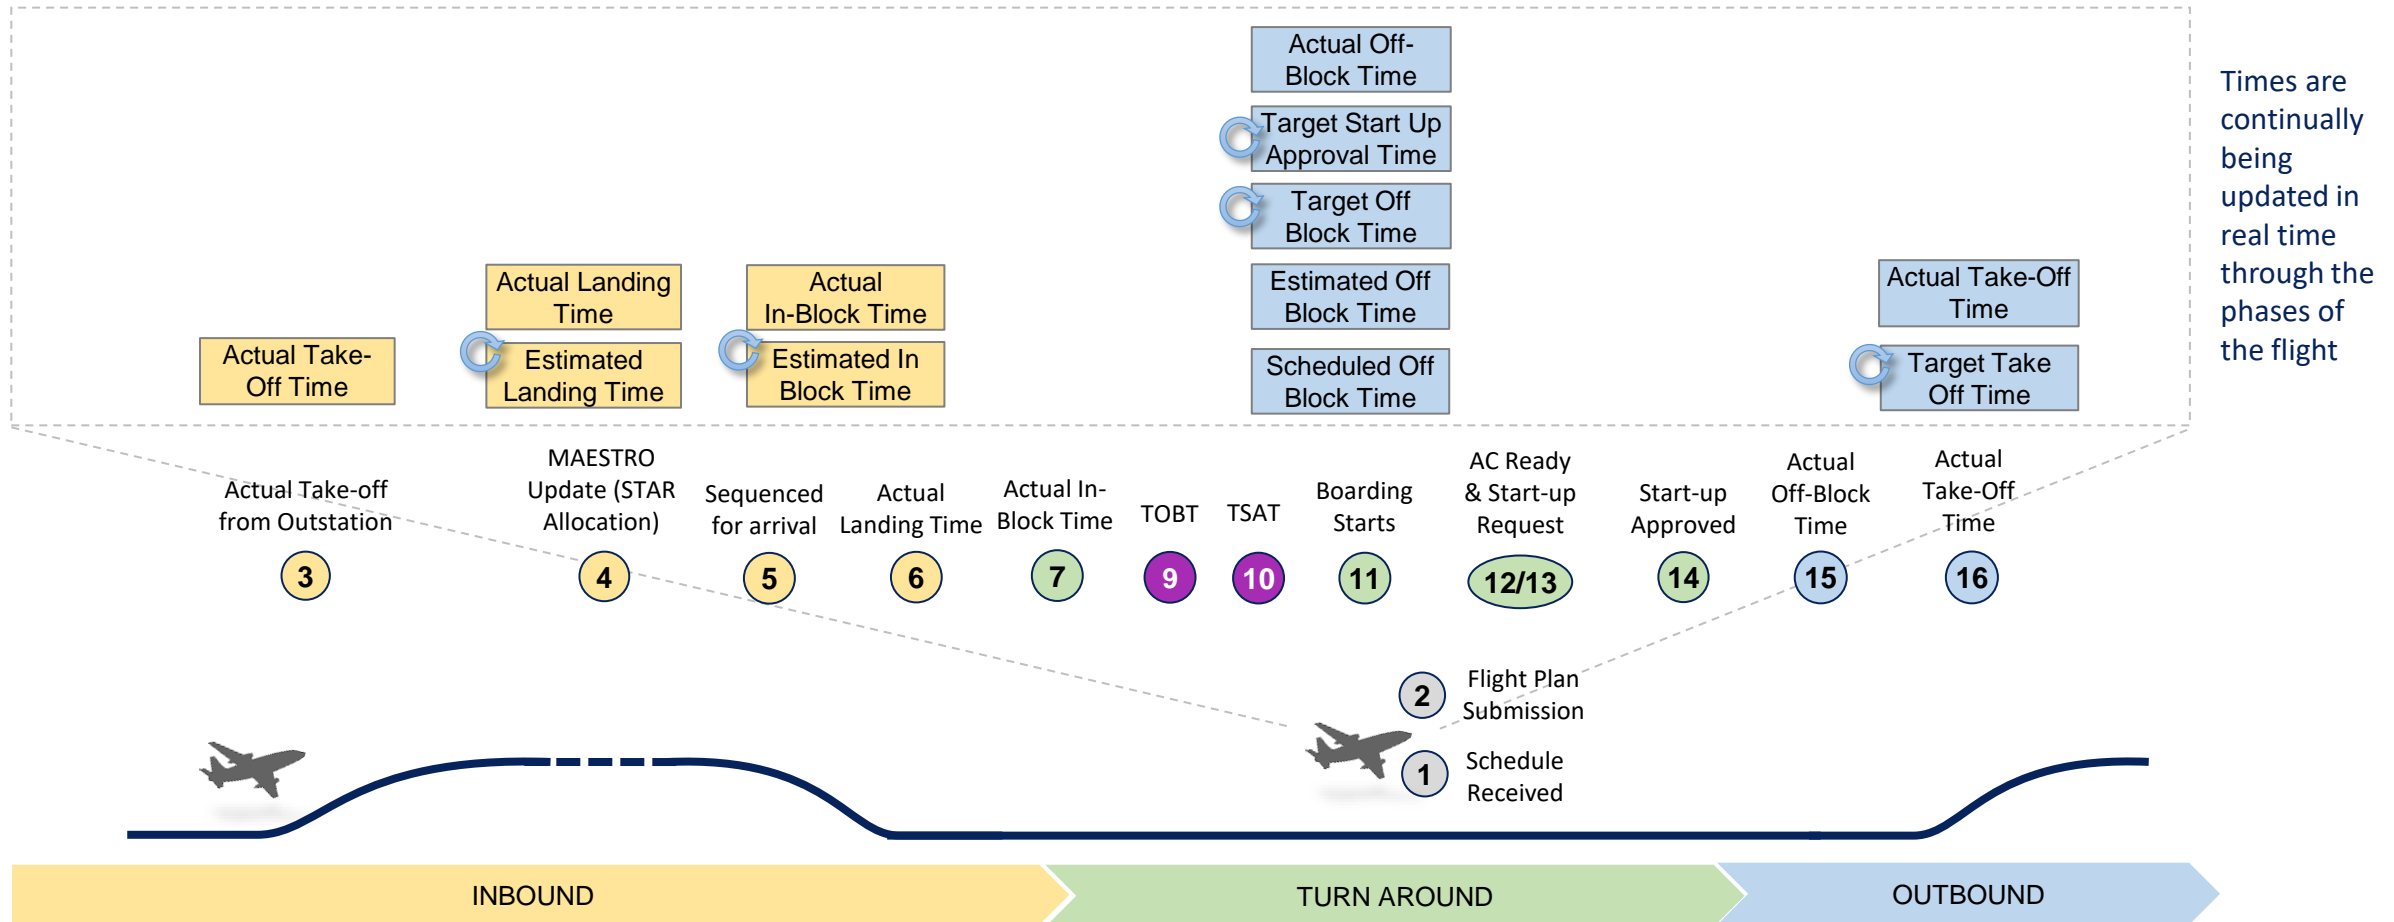 Actual Off-
Block Time
Target Start Up
Approval Time
Target Off
Block Time
Estimated Off
Block Time
Scheduled Off
Block Time
Actual Landing
Time
Estimated
Landing Time
Actual
In-Block Time
Estimated In
Block Time
Actual Take-
Off Time
Actual Take-Off
Time
Target Take
Off Time
Times are
continually
being
updated in
real time
through the
phases of
the flight
Actual Take-off
from Outstation
3
MAESTRO
Update (STAR
Allocation)
4
Sequenced
for arrival
5
Actual
Landing Time
6
Actual In-
Block Time
7
TOBT
9
TSAT
10
Boarding
Starts
11
AC Ready
& Start-up
Request
12/13
Start-up
Approved
14
Actual
Off-Block
Time
15
Actual
Take-Off
Time
16
2
Flight Plan
Submission
1
Schedule
Received
INBOUND
TURN AROUND
OUTBOUND